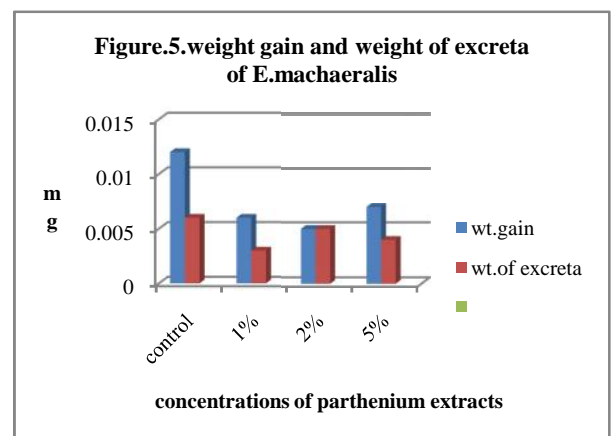 Figure.5.weight gain and weight of excreta
of E.machaeralis
0.015
0.01
0.005
0
m
g
control
1%
2%
5%
wt.gain
wt.of excreta
concentrations of parthenium extracts